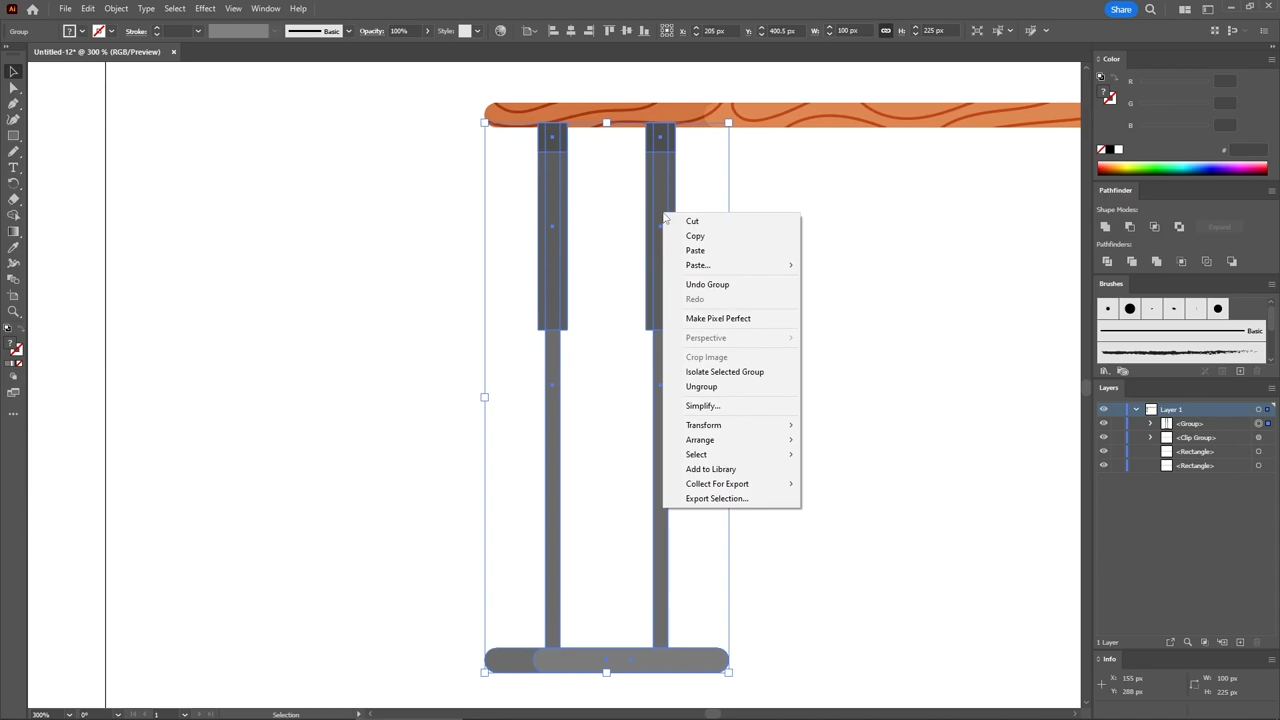 Ai File Edit Object Type Select Effect View Window Help Share
Group ? Stroke: Basic Opacity: 100% Style: X: 205 px Y: 400.5 px W: 100 px H: 225 px
Untitled-12* @ 300 % (RGB/Preview) ×
Color
? R
G
B
#
Pathfinder
Shape Modes:
Expand
Pathfinders:
Brushes
Basic
Layers
Layer 1
<Group>
<Clip Group>
<Rectangle>
<Rectangle>
1 Layer
Info
X: 155 px W: 100 px
Y: 288 px H: 225 px
T
?
Cut
Copy
Paste
Paste...
Undo Group
Redo
Make Pixel Perfect
Perspective
Crop Image
Isolate Selected Group
Ungroup
Simplify...
Transform
Arrange
Select
Add to Library
Collect For Export
Export Selection...
300% 0° 1 Selection